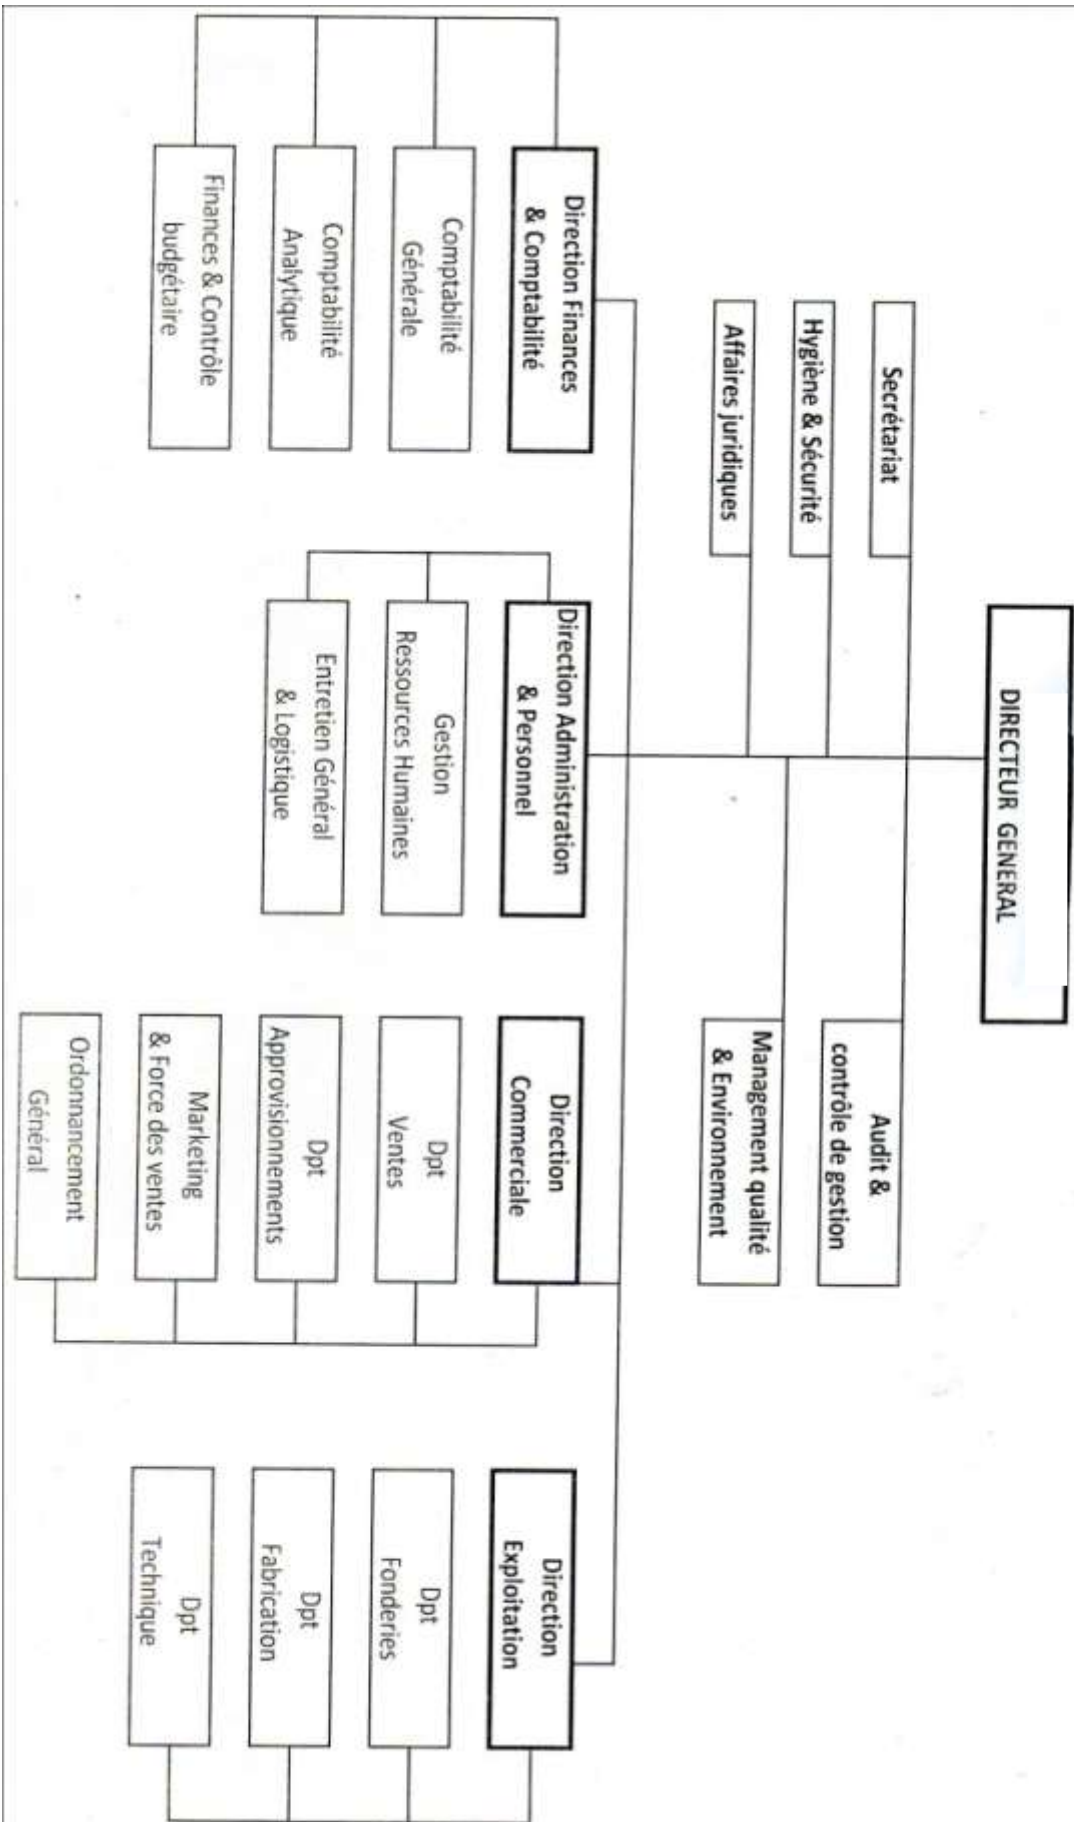 DIRECTEUR GENERAL
Secrétariat
Audit &
contrôle de gestion
Hygiène & Sécurité
Management qualité
& Environnement
Affaires juridiques
Direction Finances
& Comptabilité
Comptabilité
Générale
Comptabilité
Analytique
Finances & Contrôle
budgétaire
Direction Administration
& Personnel
Gestion
Ressources Humaines
Entretien Général
& Logistique
Direction
Commerciale
Dpt
Ventes
Dpt
Approvisionnements
Marketing
& Force des ventes
Ordonnancement
Général
Direction
Exploitation
Dpt
Fonderies
Dpt
Fabrication
Dpt
Technique